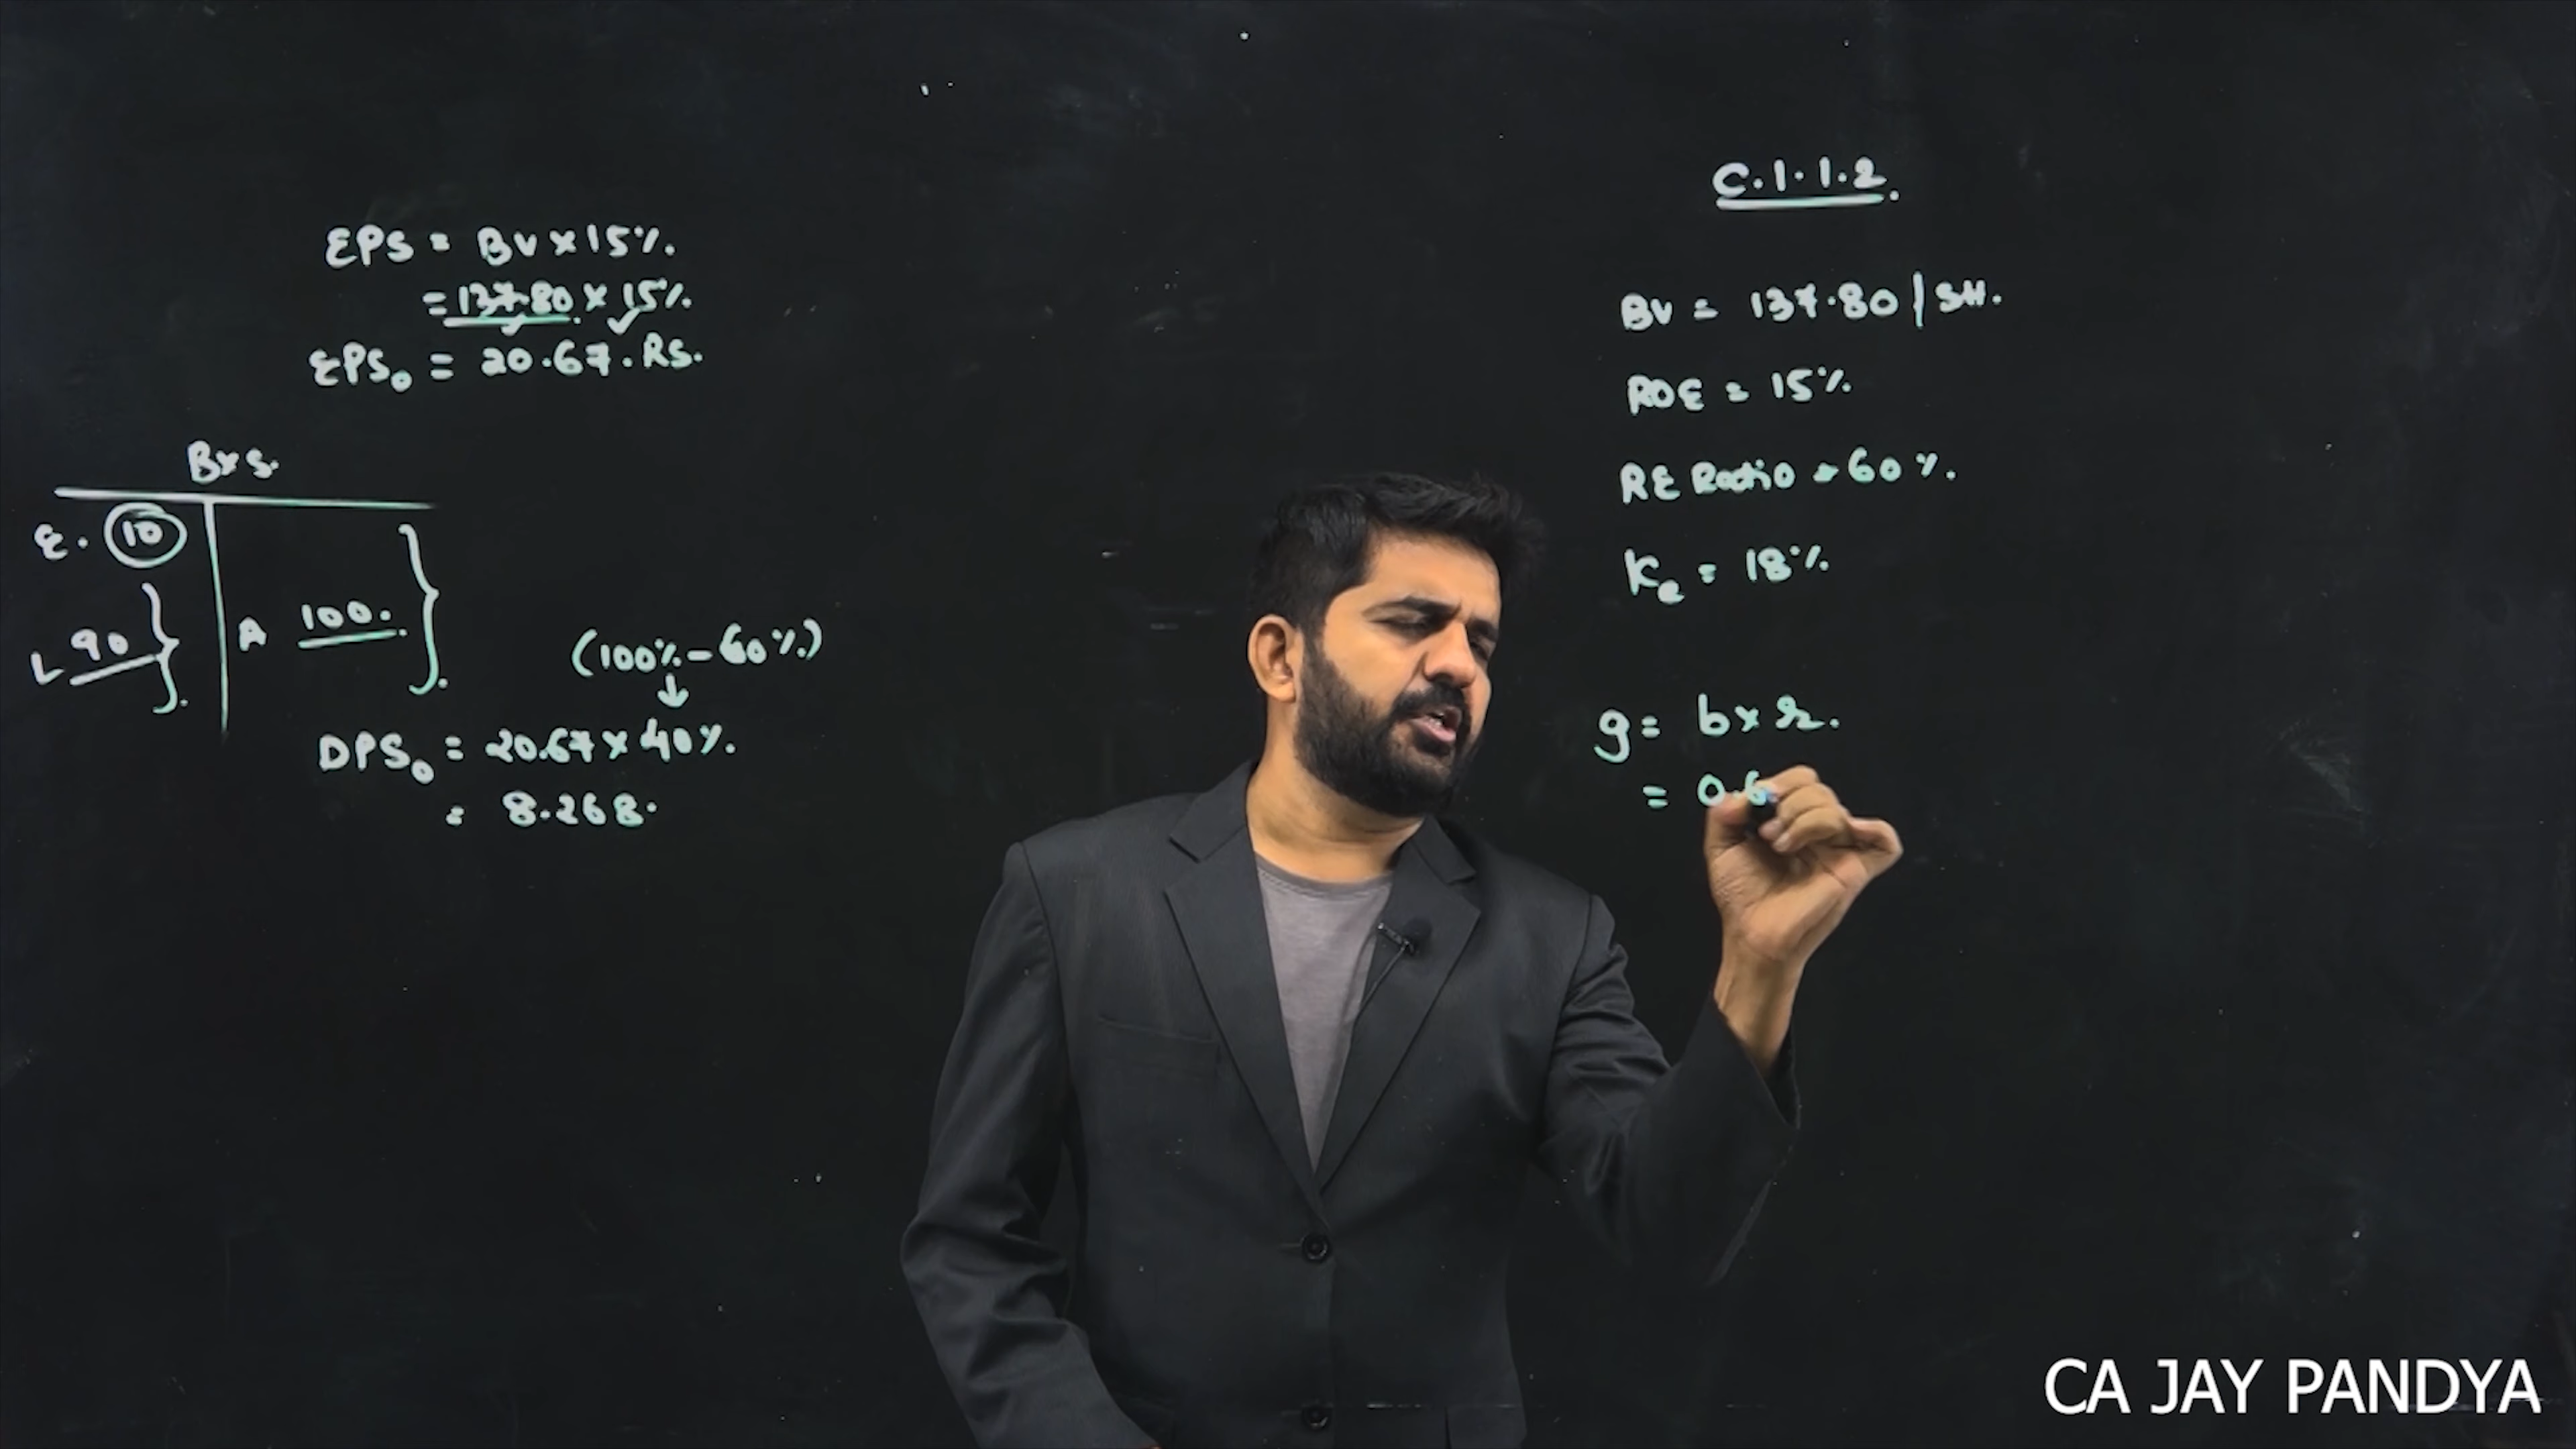 C.1.1.2.
EPS = BV × 15%.
= 137.80 × 15%.
EPS₀ = 20.67. RS.
B/S.
E. 10
L 90
A 100.
(100% - 60%)
↓
DPS₀ = 20.67 × 40%.
= 8.268.
BV = 137.80 / SH.
ROE = 15%.
RE Ratio → 60%.
Ke = 18%.
g = b × r.
= 0.6
CA JAY PANDYA